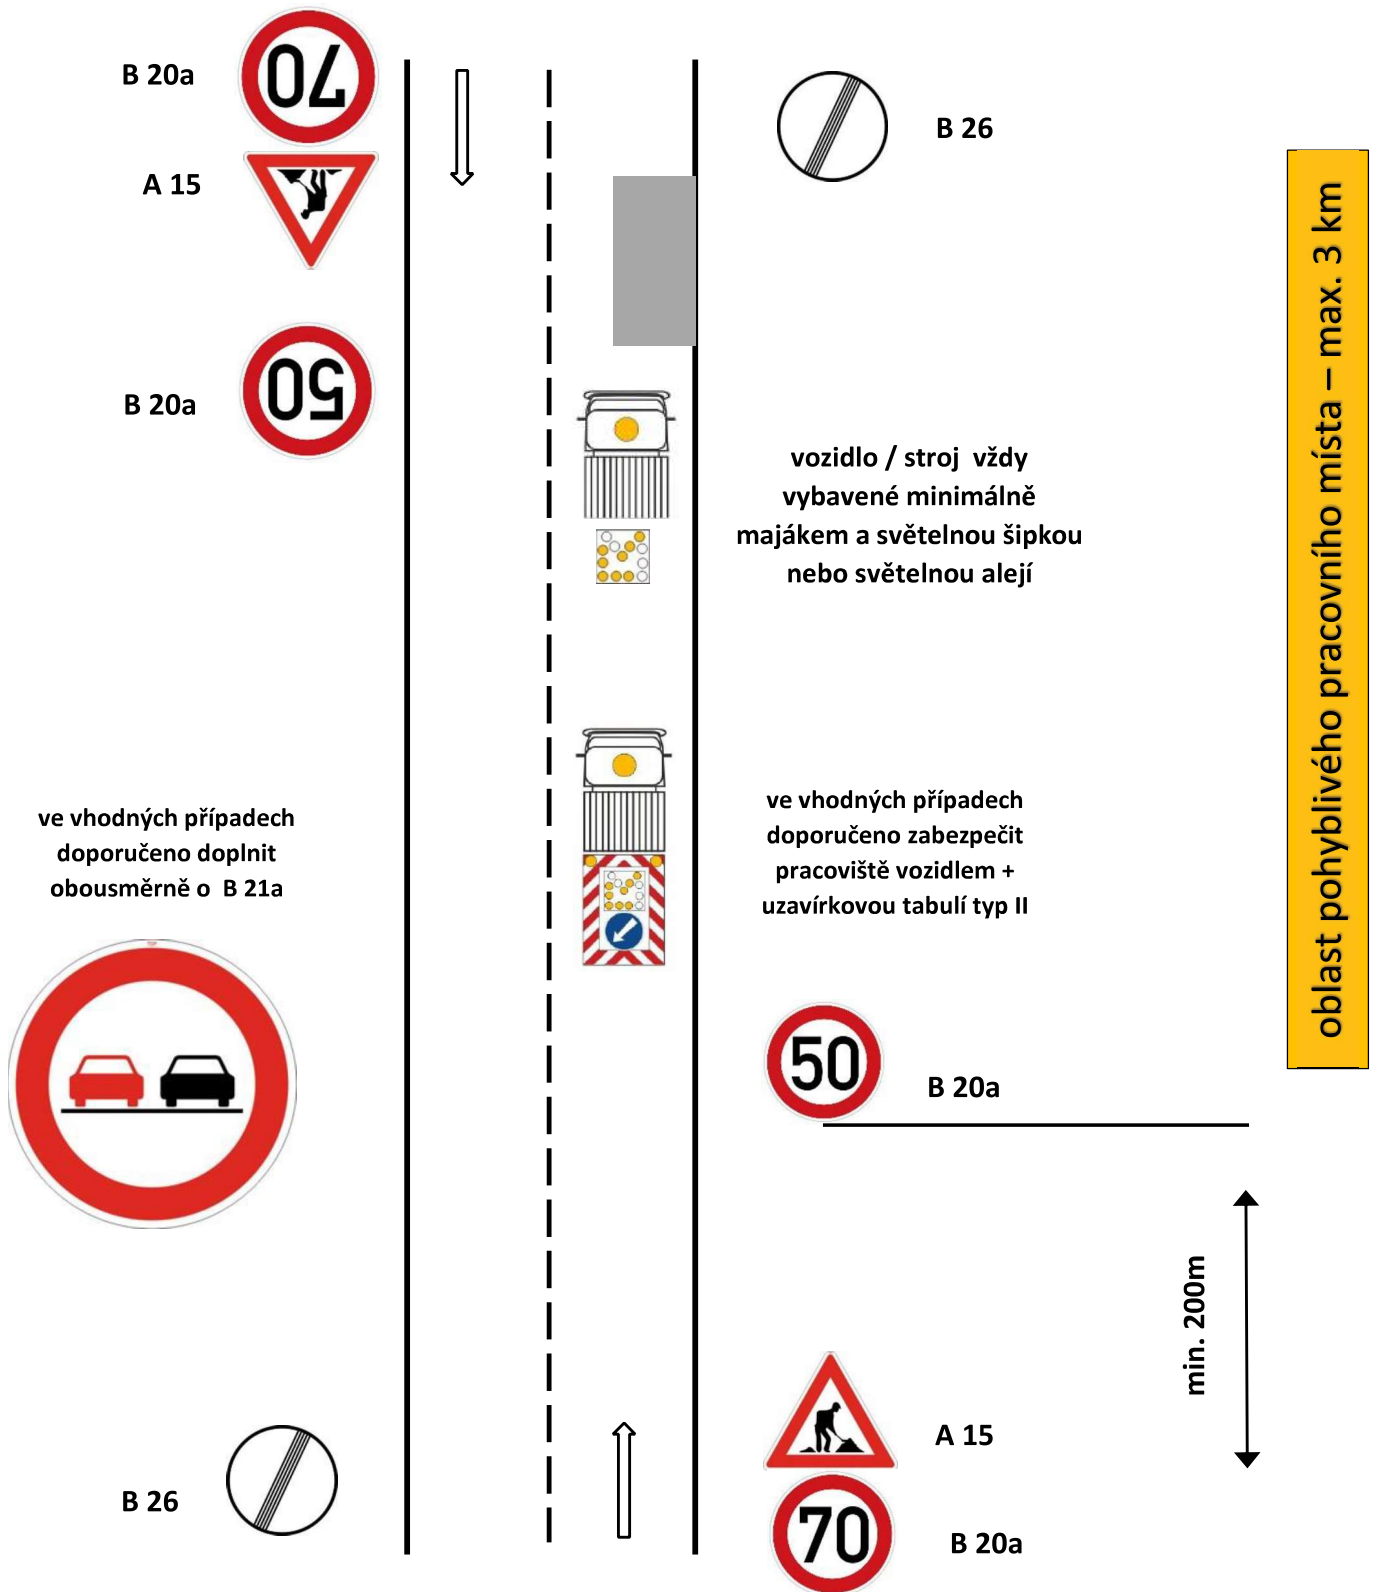 70
B 20a
A 15
B 26
50
B 20a
vozidlo / stroj vždy
vybavené minimálně
majákem a světelnou šipkou
nebo světelnou alejí
oblast pohyblivého pracovního místa – max. 3 km
ve vhodných případech
doporučeno doplnit
obousměrně o B 21a
ve vhodných případech
doporučeno zabezpečit
pracoviště vozidlem +
uzavírkovou tabulí typ II
50
B 20a
min. 200m
A 15
B 26
70
B 20a